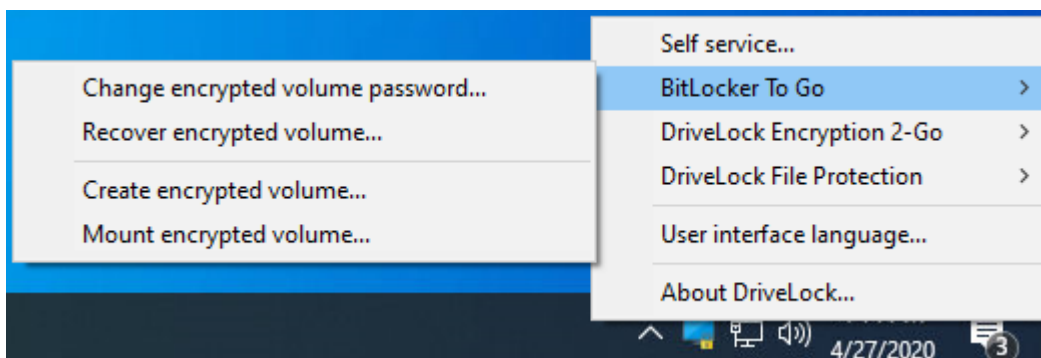 Self service...
BitLocker To Go
DriveLock Encryption 2-Go
DriveLock File Protection
User interface language...
About DriveLock...
Change encrypted volume password...
Recover encrypted volume...
Create encrypted volume...
Mount encrypted volume...
4/27/2020
3